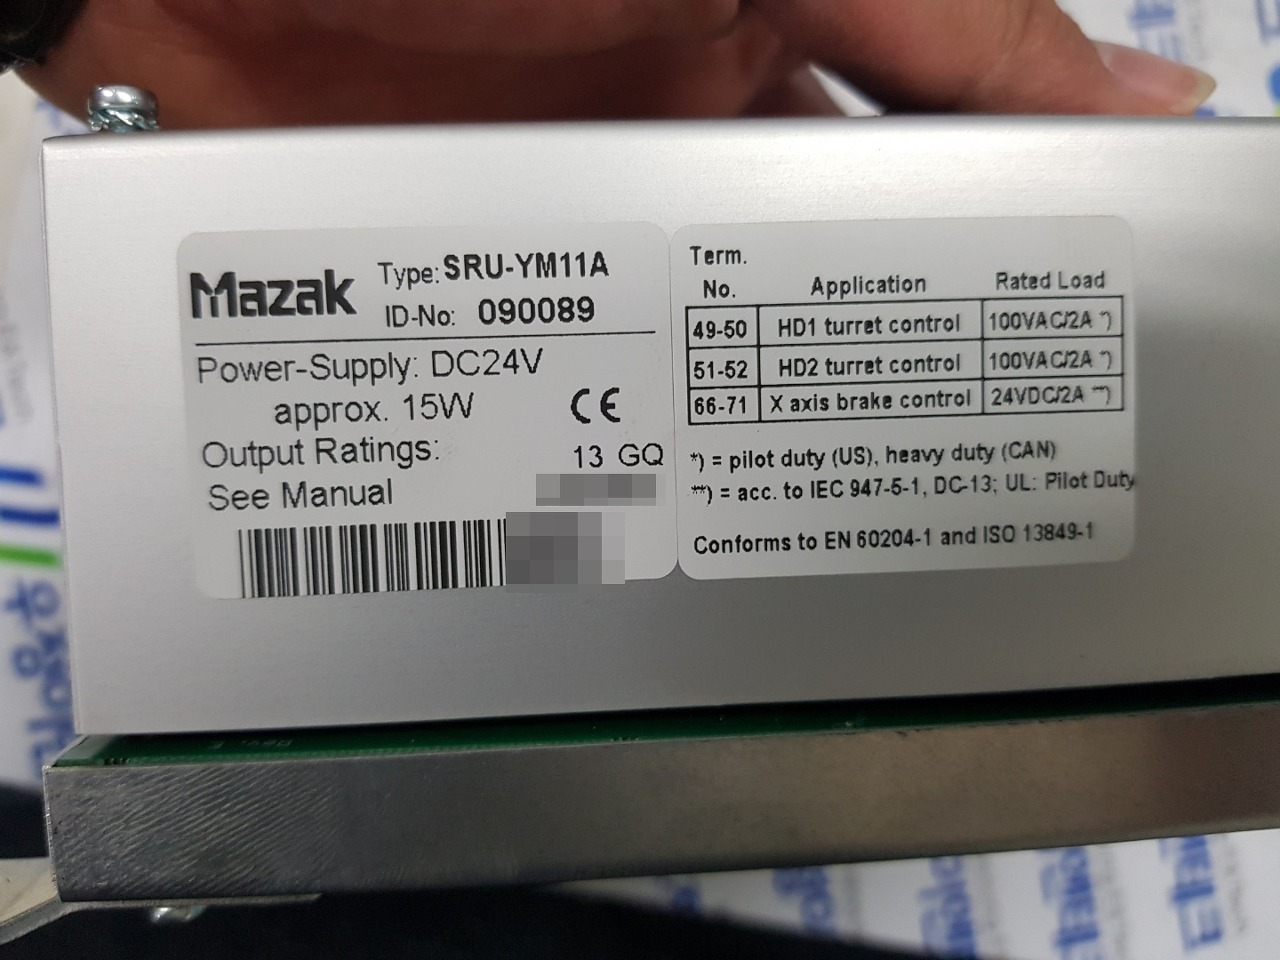 Mazak
Type: SRU-YM11A
ID-No: 090089
Power-Supply: DC24V
approx. 15W
CE
Output Ratings:
13 GQ
See Manual
Term.
No. Application Rated Load
49-50 HD1 turret control 100VAC/2A *)
51-52 HD2 turret control 100VAC/2A *)
66-71 X axis brake control 24VDC/2A **)
*) = pilot duty (US), heavy duty (CAN)
**) = acc. to IEC 947-5-1, DC-13; UL: Pilot Duty
Conforms to EN 60204-1 and ISO 13849-1